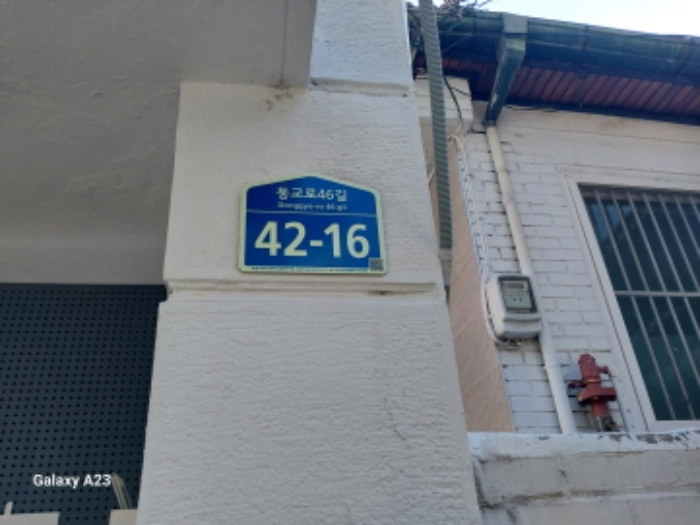 동교로46길
Donggyo-ro 46-gil
42-16
Galaxy A23